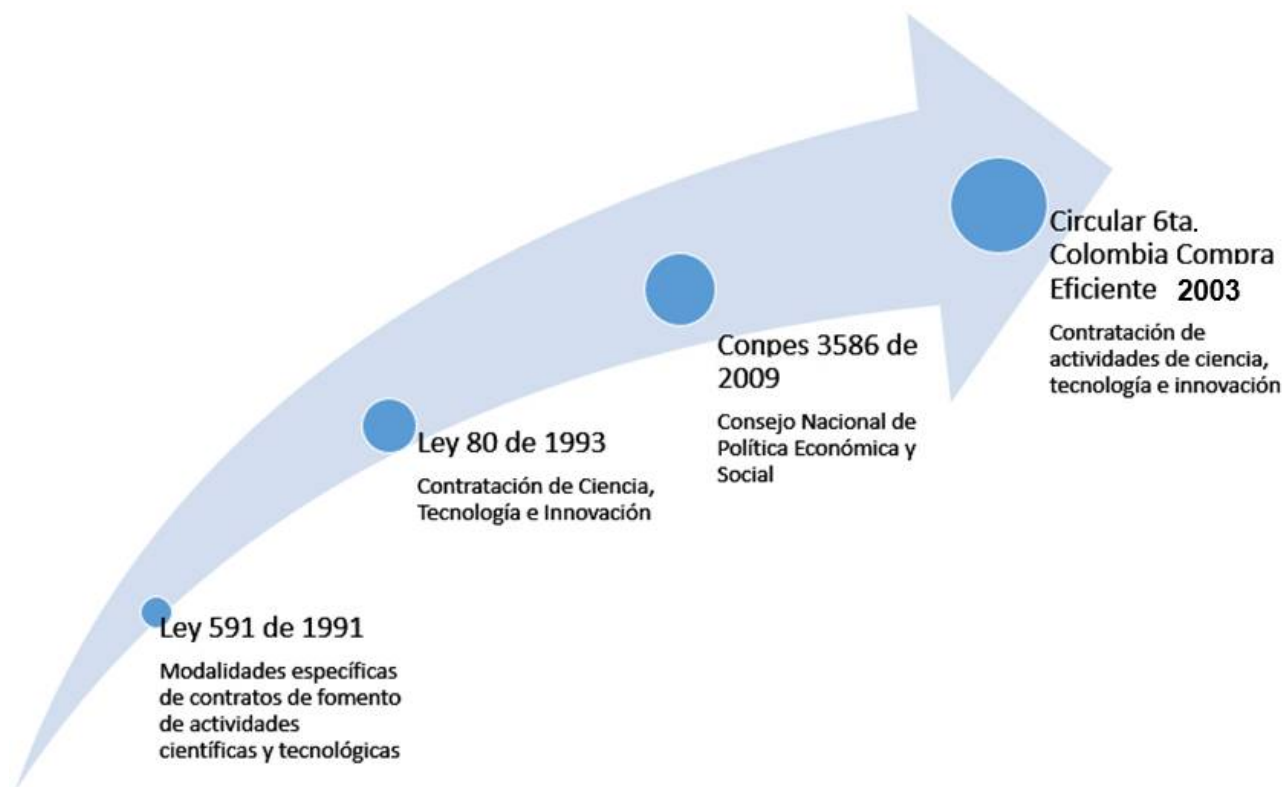 Ley 591 de 1991
Modalidades específicas
de contratos de fomento
de actividades
científicas y tecnológicas
Ley 80 de 1993
Contratación de Ciencia,
Tecnología e Innovación
Conpes 3586 de
2009
Consejo Nacional de
Política Económica y
Social
Circular 6ta.
Colombia Compra
Eficiente 2003
Contratación de
actividades de ciencia,
tecnología e innovación